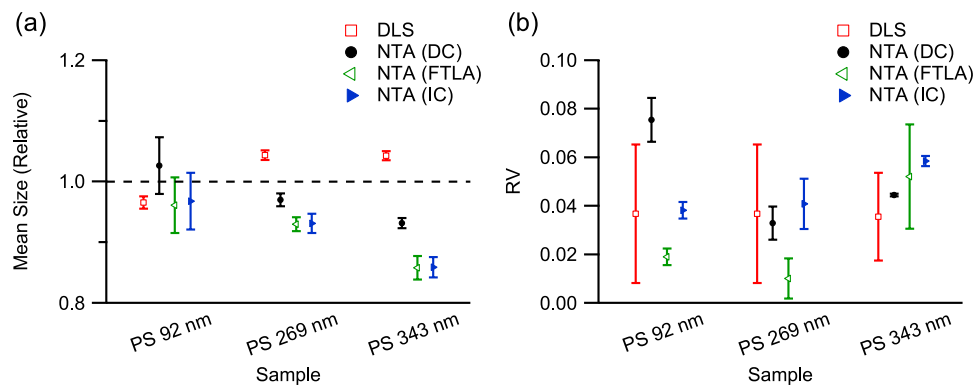 (a)
DLS
NTA (DC)
NTA (FTLA)
NTA (IC)
Mean Size (Relative)
1.2
1.0
0.8
PS 92 nm
PS 269 nm
PS 343 nm
Sample
(b)
DLS
NTA (DC)
NTA (FTLA)
NTA (IC)
RV
0.10
0.08
0.06
0.04
0.02
0.00
PS 92 nm
PS 269 nm
PS 343 nm
Sample